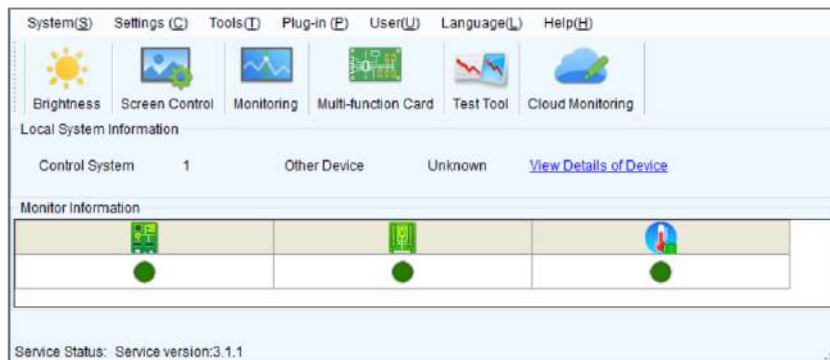 System(S) Settings (C) Tools(T) Plug-in (P) User(U) Language(L) Help(H)
Brightness Screen Control Monitoring Multi-function Card Test Tool Cloud Monitoring
Local System Information
Control System 1 Other Device Unknown View Details of Device
Monitor Information
Service Status: Service version:3.1.1